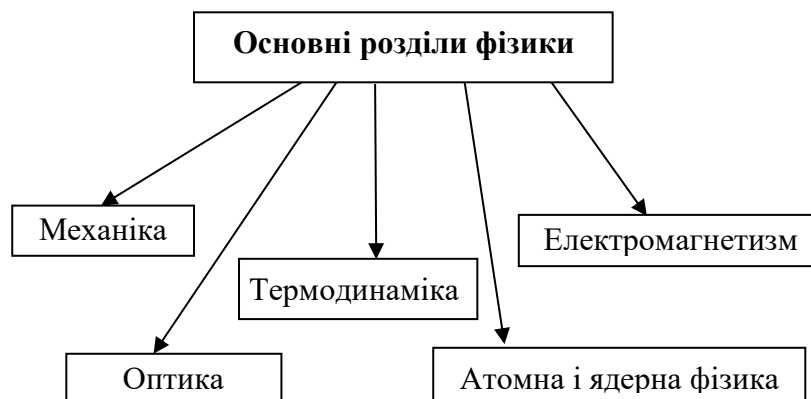 Основні розділи фізики
Механіка
Електромагнетизм
Термодинаміка
Оптика
Атомна і ядерна фізика